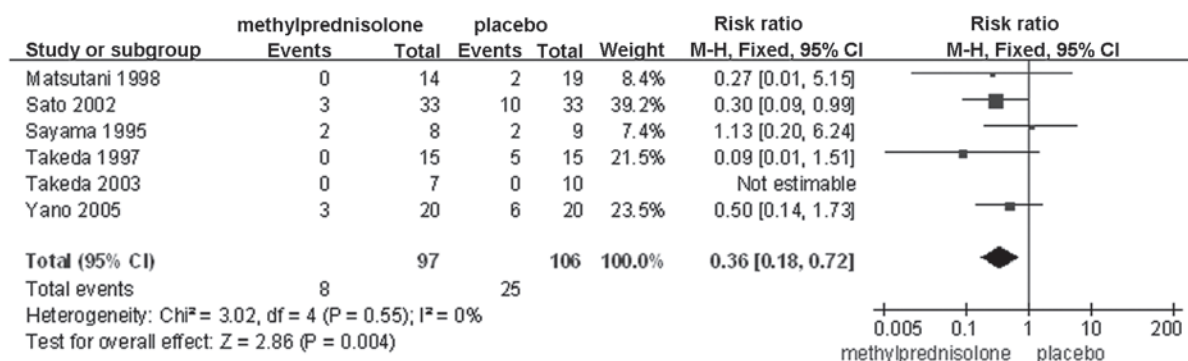 methylprednisolone placebo Risk ratio Risk ratio
Study or subgroup Events Total Events Total Weight M-H, Fixed, 95% CI M-H, Fixed, 95% CI
Matsutani 1998 0 14 2 19 8.4% 0.27 [0.01, 5.15]
Sato 2002 3 33 10 33 39.2% 0.30 [0.09, 0.99]
Sayama 1995 2 8 2 9 7.4% 1.13 [0.20, 6.24]
Takeda 1997 0 15 5 15 21.5% 0.09 [0.01, 1.51]
Takeda 2003 0 7 0 10 Not estimable
Yano 2005 3 20 6 20 23.5% 0.50 [0.14, 1.73]
Total (95% CI) 97 106 100.0% 0.36 [0.18, 0.72]
Total events 8 25
Heterogeneity: Chi² = 3.02, df = 4 (P = 0.55); I² = 0%
Test for overall effect: Z = 2.86 (P = 0.004)
0.005 0.1 1 10 200
methylprednisolone placebo